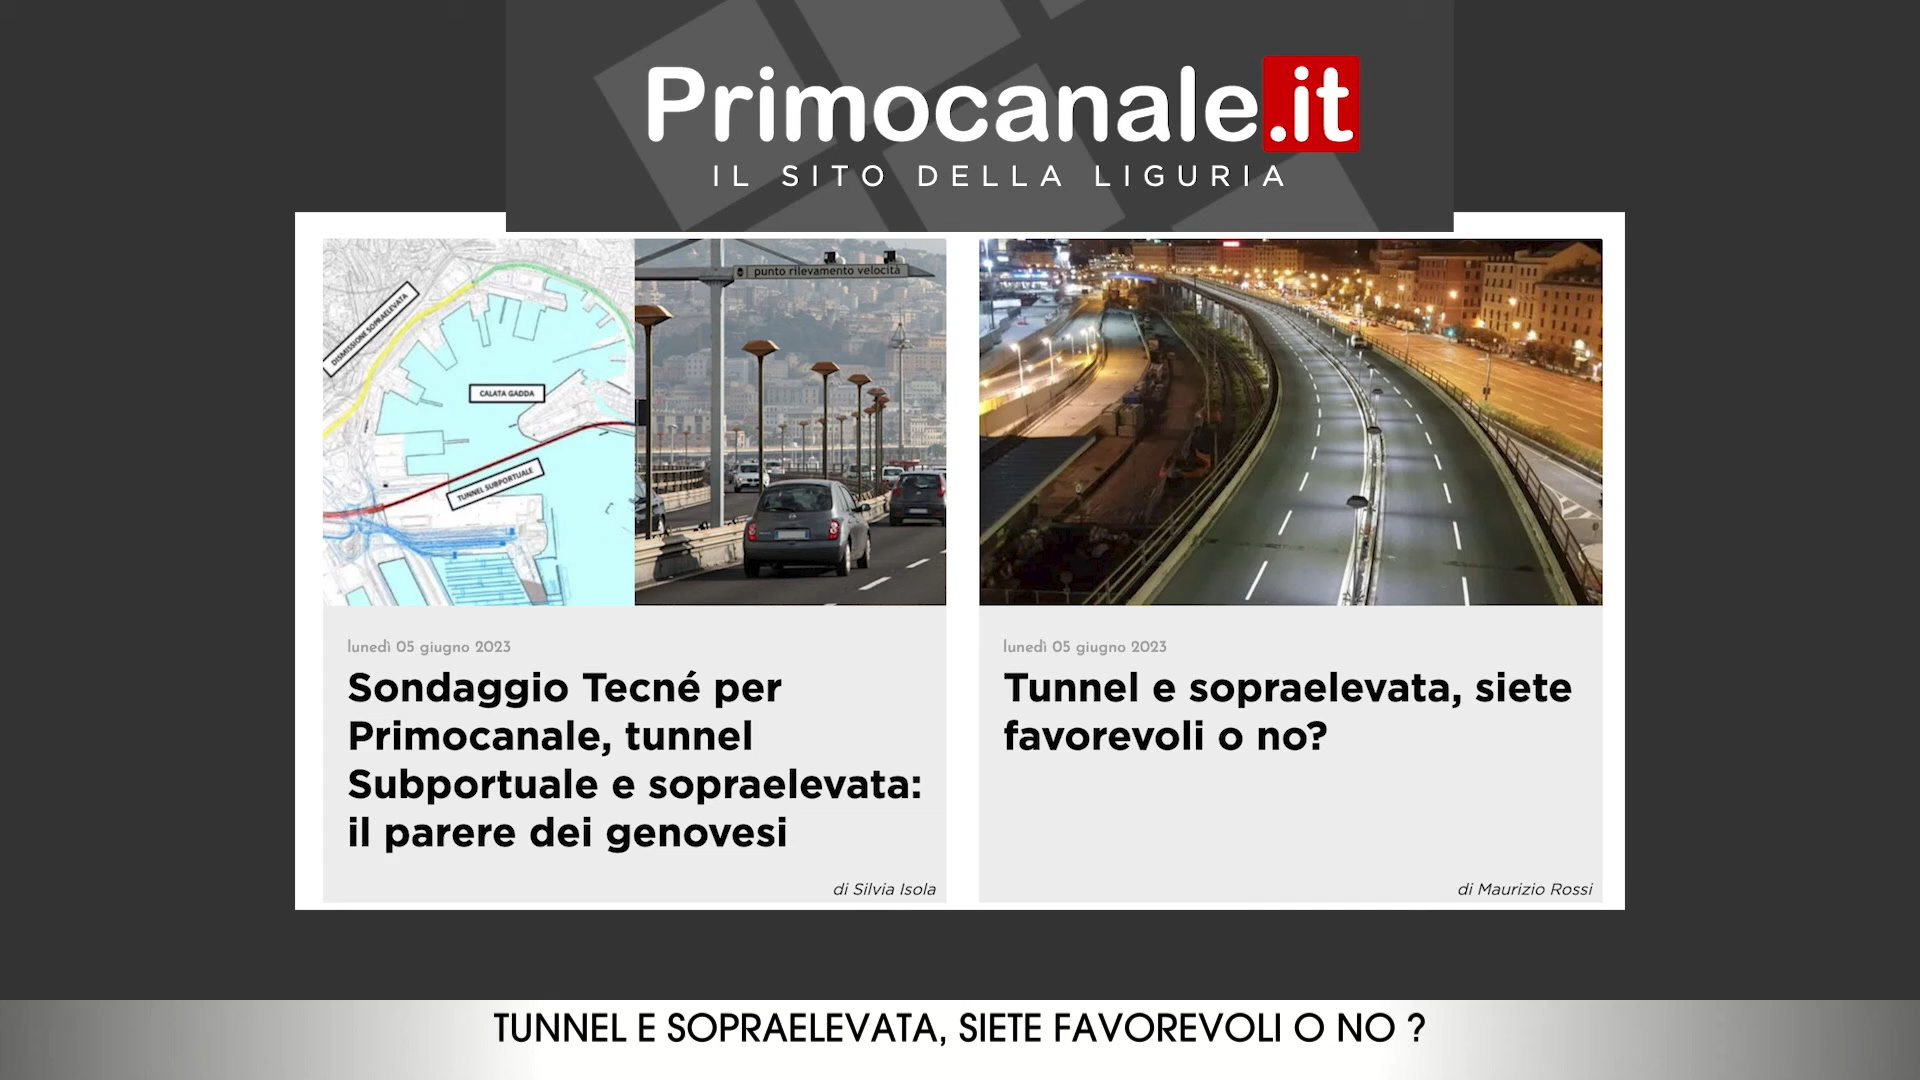 Primocanale.it
IL SITO DELLA LIGURIA
DISMISSIONE SOPRAELEVATA
CALATA GADDA
TUNNEL SUBPORTUALE
punto rilevamento velocità
lunedì 05 giugno 2023
Sondaggio Tecné per
Primocanale, tunnel
Subportuale e sopraelevata:
il parere dei genovesi
di Silvia Isola
lunedì 05 giugno 2023
Tunnel e sopraelevata, siete
favorevoli o no?
di Maurizio Rossi
TUNNEL E SOPRAELEVATA, SIETE FAVOREVOLI O NO ?